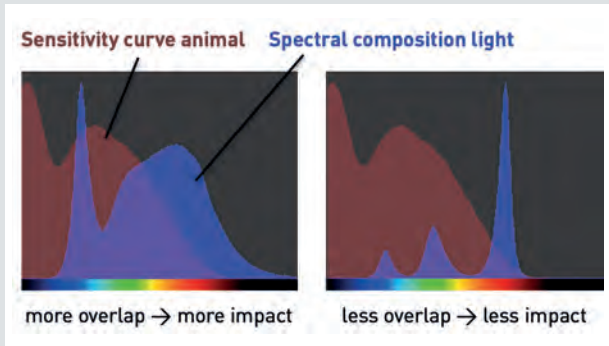 Sensitivity curve animal
Spectral composition light
more overlap → more impact
less overlap → less impact